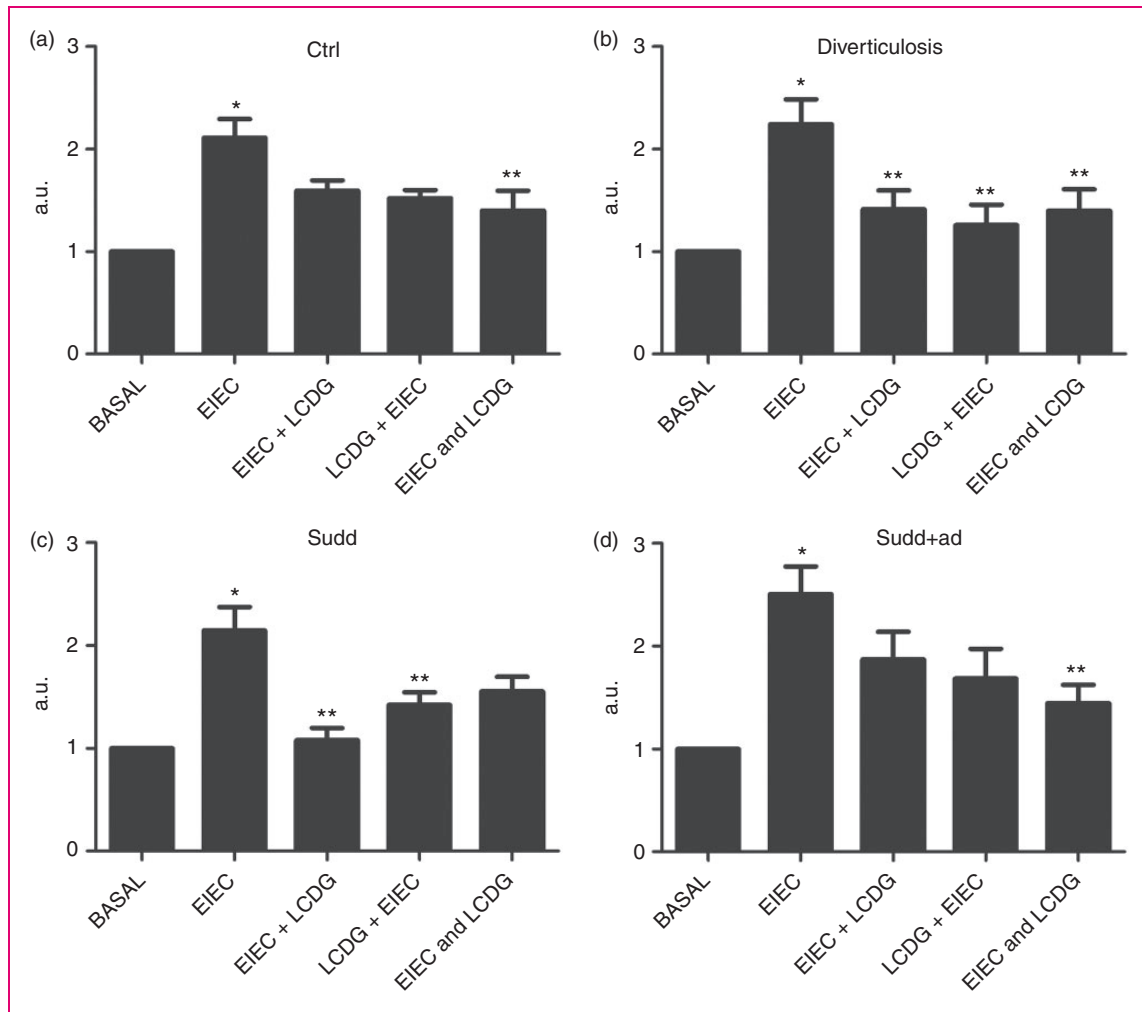 (a)
Ctrl
3
2
1
0
a.u.
*
**
BASAL
EIEC
EIEC + LCDG
LCDG + EIEC
EIEC and LCDG
(b)
Diverticulosis
3
2
1
0
a.u.
*
**
**
**
BASAL
EIEC
EIEC + LCDG
LCDG + EIEC
EIEC and LCDG
(c)
Sudd
3
2
1
0
a.u.
*
**
**
BASAL
EIEC
EIEC + LCDG
LCDG + EIEC
EIEC and LCDG
(d)
Sudd+ad
3
2
1
0
a.u.
*
**
BASAL
EIEC
EIEC + LCDG
LCDG + EIEC
EIEC and LCDG